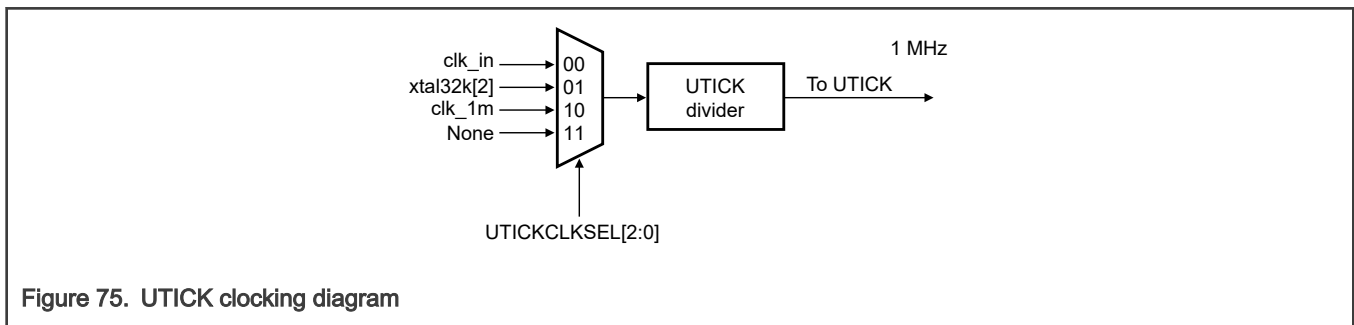 1 MHz
clk_in
00
xtal32k[2]
01
clk_1m
10
None
11
UTICK
divider
To UTICK
UTICKCLKSEL[2:0]
Figure 75. UTICK clocking diagram